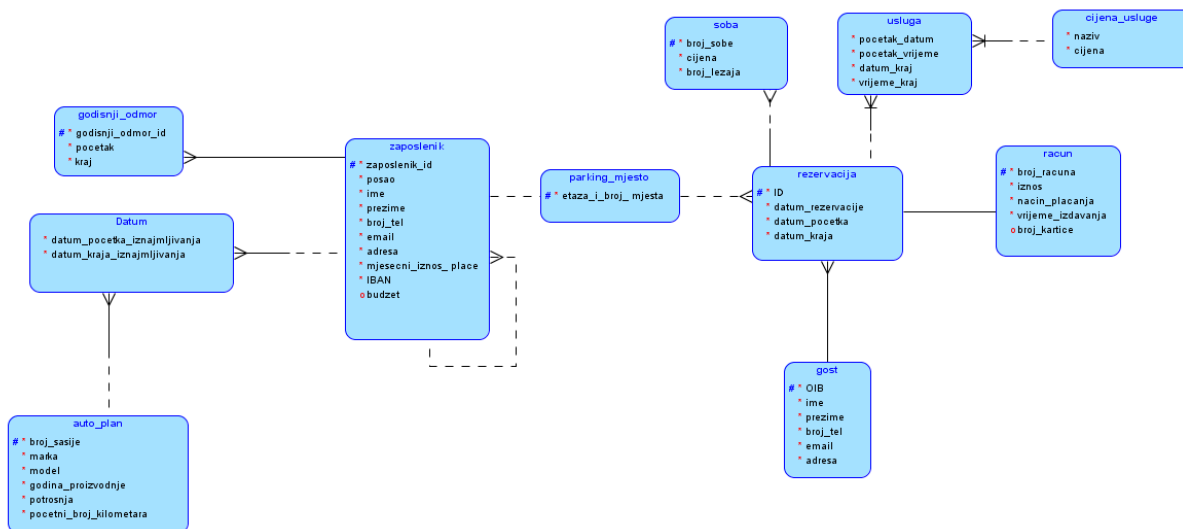 soba
# * broj_sobe
* cijena
* broj_lezaja
usluga
* pocetak_datum
* pocetak_vrijeme
* datum_kraj
* vrijeme_kraj
cijena_usluge
* naziv
* cijena
godisnji_odmor
# * godisnji_odmor_id
* pocetak
* kraj
zaposlenik
# * zaposlenik_id
* posao
* ime
* prezime
* broj_tel
* email
* adresa
* mjesecni_iznos_ place
* IBAN
o budzet
parking_mjesto
# * etaza_i_broj_ mjesta
rezervacija
# * ID
* datum_rezervacije
* datum_pocetka
* datum_kraja
racun
# * broj_racuna
* iznos
* nacin_placanja
* vrijeme_izdavanja
o broj_kartice
Datum
* datum_pocetka_iznajmljivanja
* datum_kraja_iznajmljivanja
gost
# * OIB
* ime
* prezime
* broj_tel
* email
* adresa
auto_plan
# * broj_sasije
* marka
* model
* godina_proizvodnje
* potrosnja
* pocetni_broj_kilometara